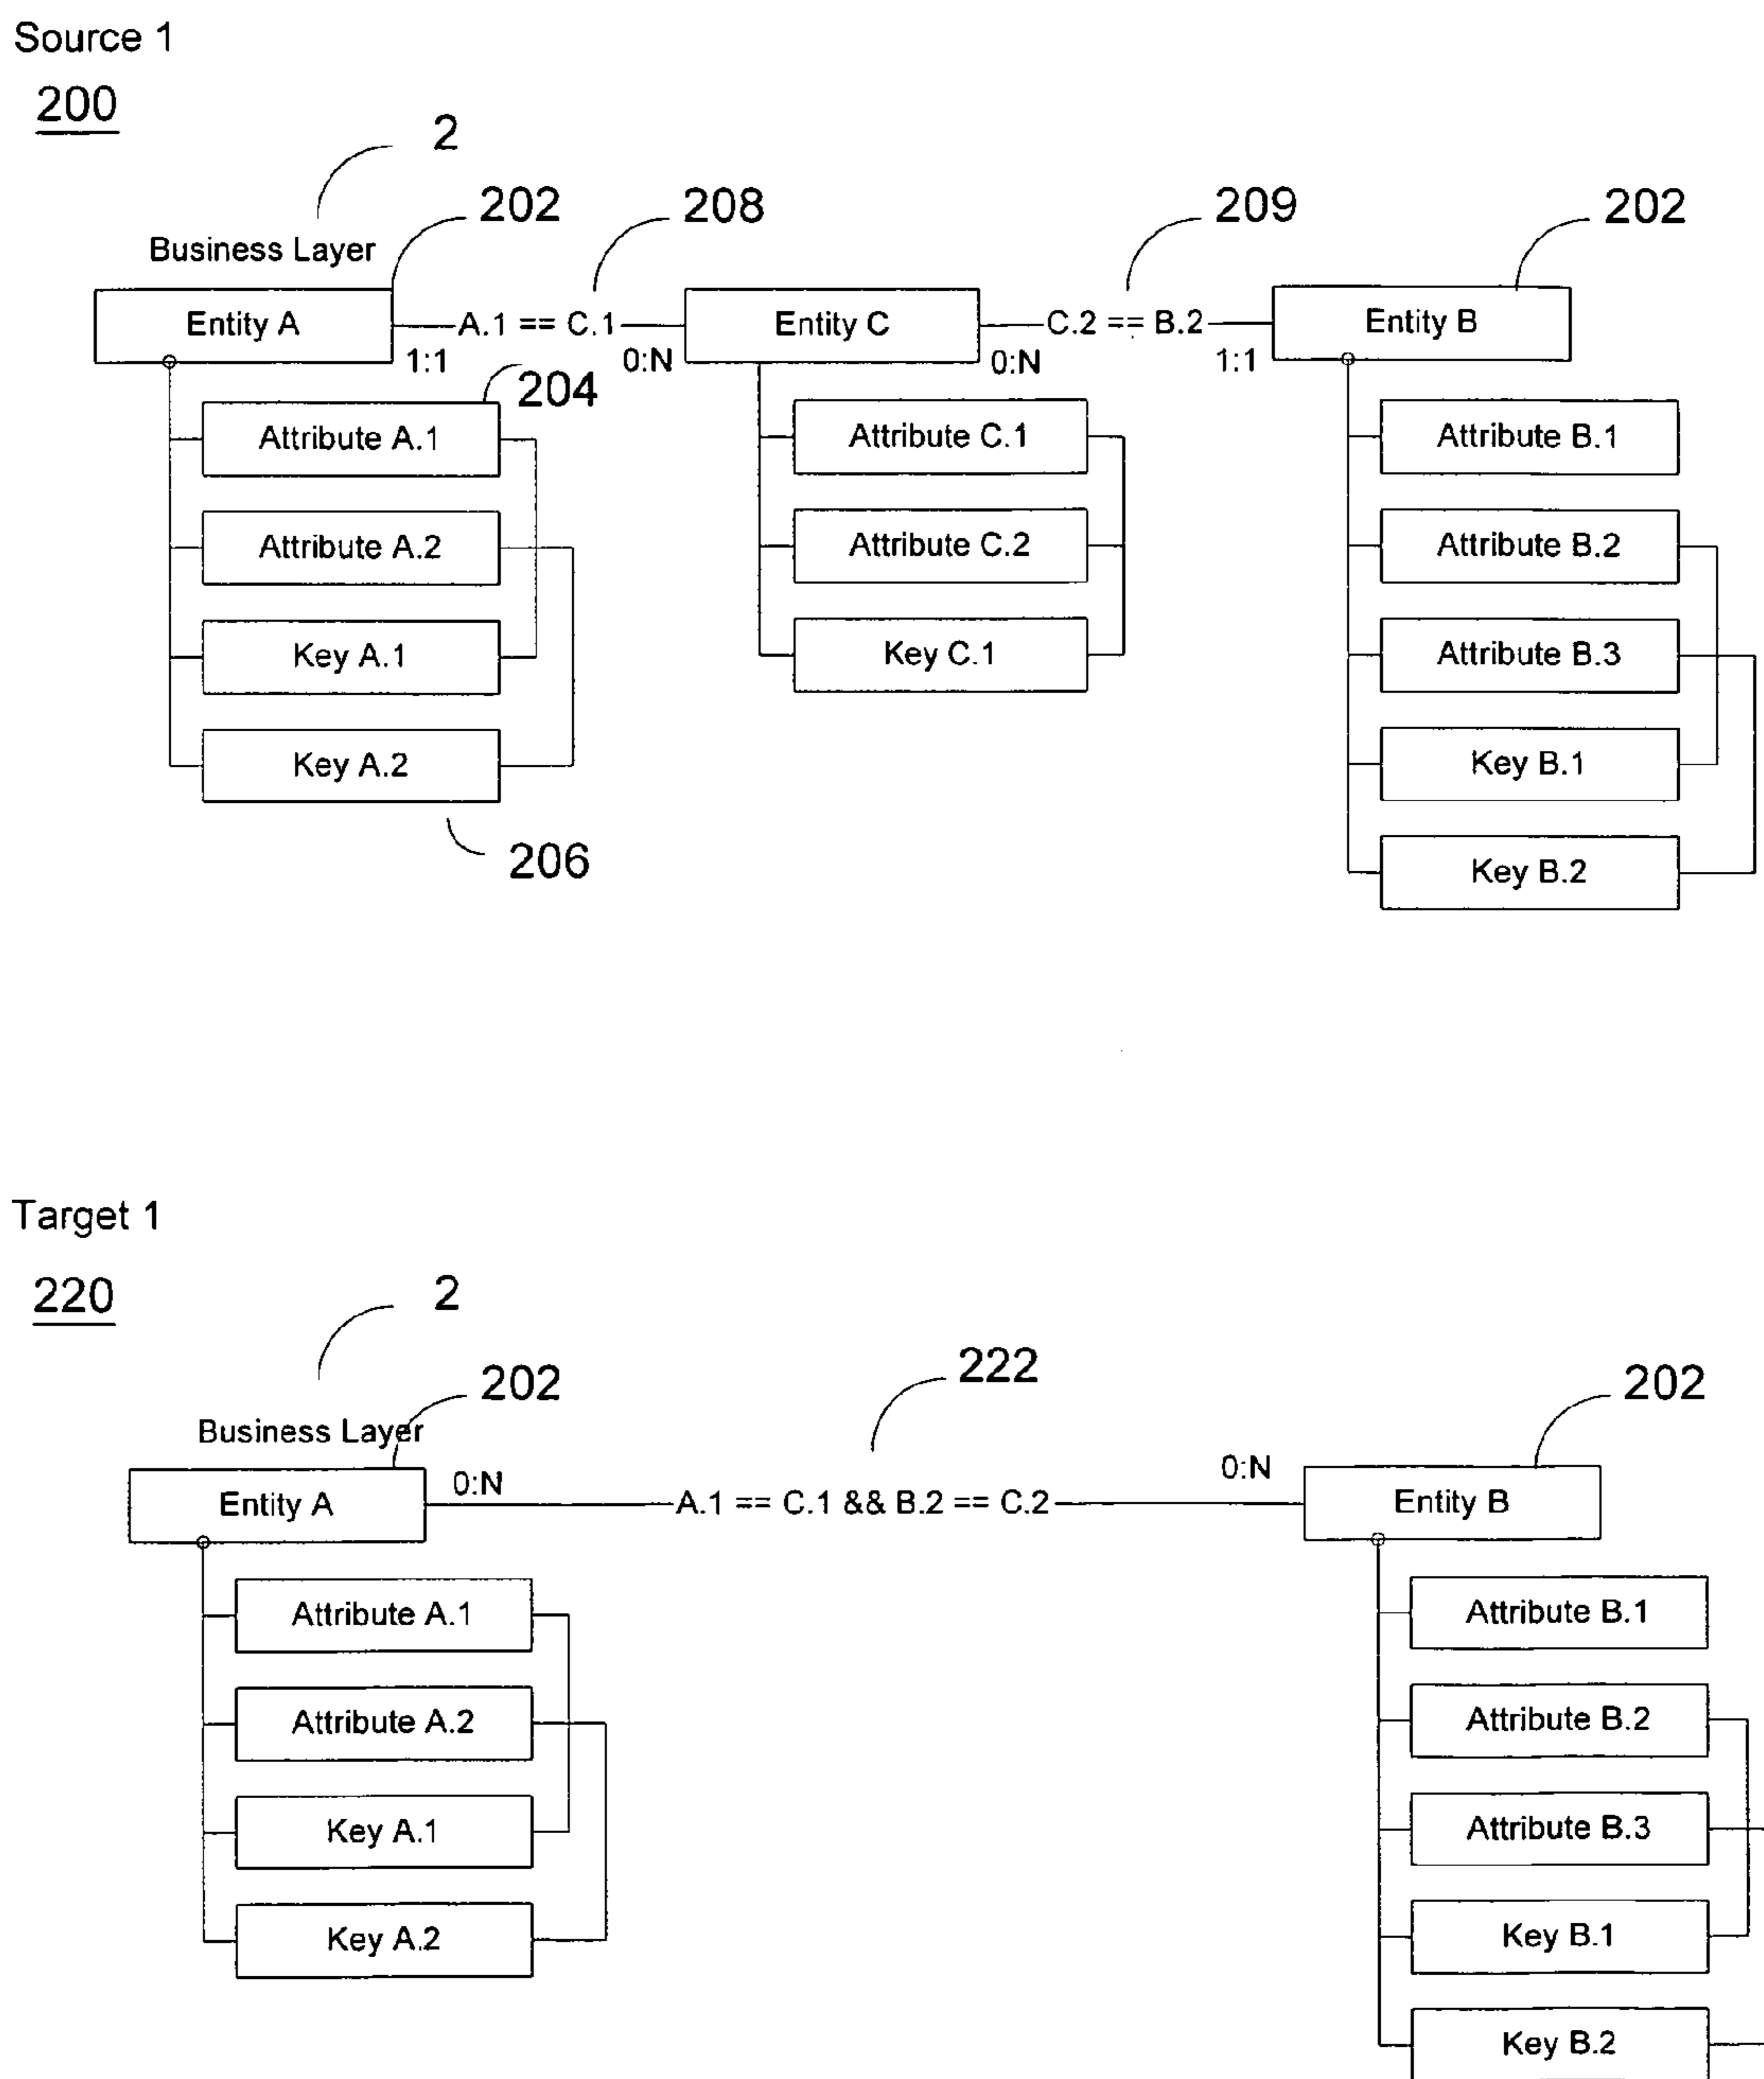 Source 1
200
2
202
208
209
202
Business Layer
Entity A
A.1 == C.1
Entity C
C.2 == B.2
Entity B
1:1
0:N
0:N
1:1
204
Attribute A.1
Attribute C.1
Attribute B.1
Attribute A.2
Attribute C.2
Attribute B.2
Key A.1
Key C.1
Attribute B.3
Key A.2
Key B.1
206
Key B.2
Target 1
220
2
202
222
202
Business Layer
0:N
0:N
Entity A
A.1 == C.1 && B.2 == C.2
Entity B
Attribute A.1
Attribute B.1
Attribute A.2
Attribute B.2
Key A.1
Attribute B.3
Key A.2
Key B.1
Key B.2